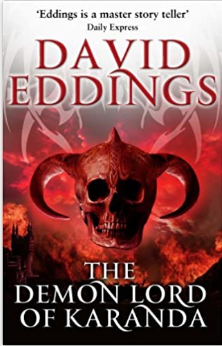 ‘Eddings is a master story teller’
Daily Express
DAVID
EDDINGS
THE
DEMON LORD
OF KARANDA